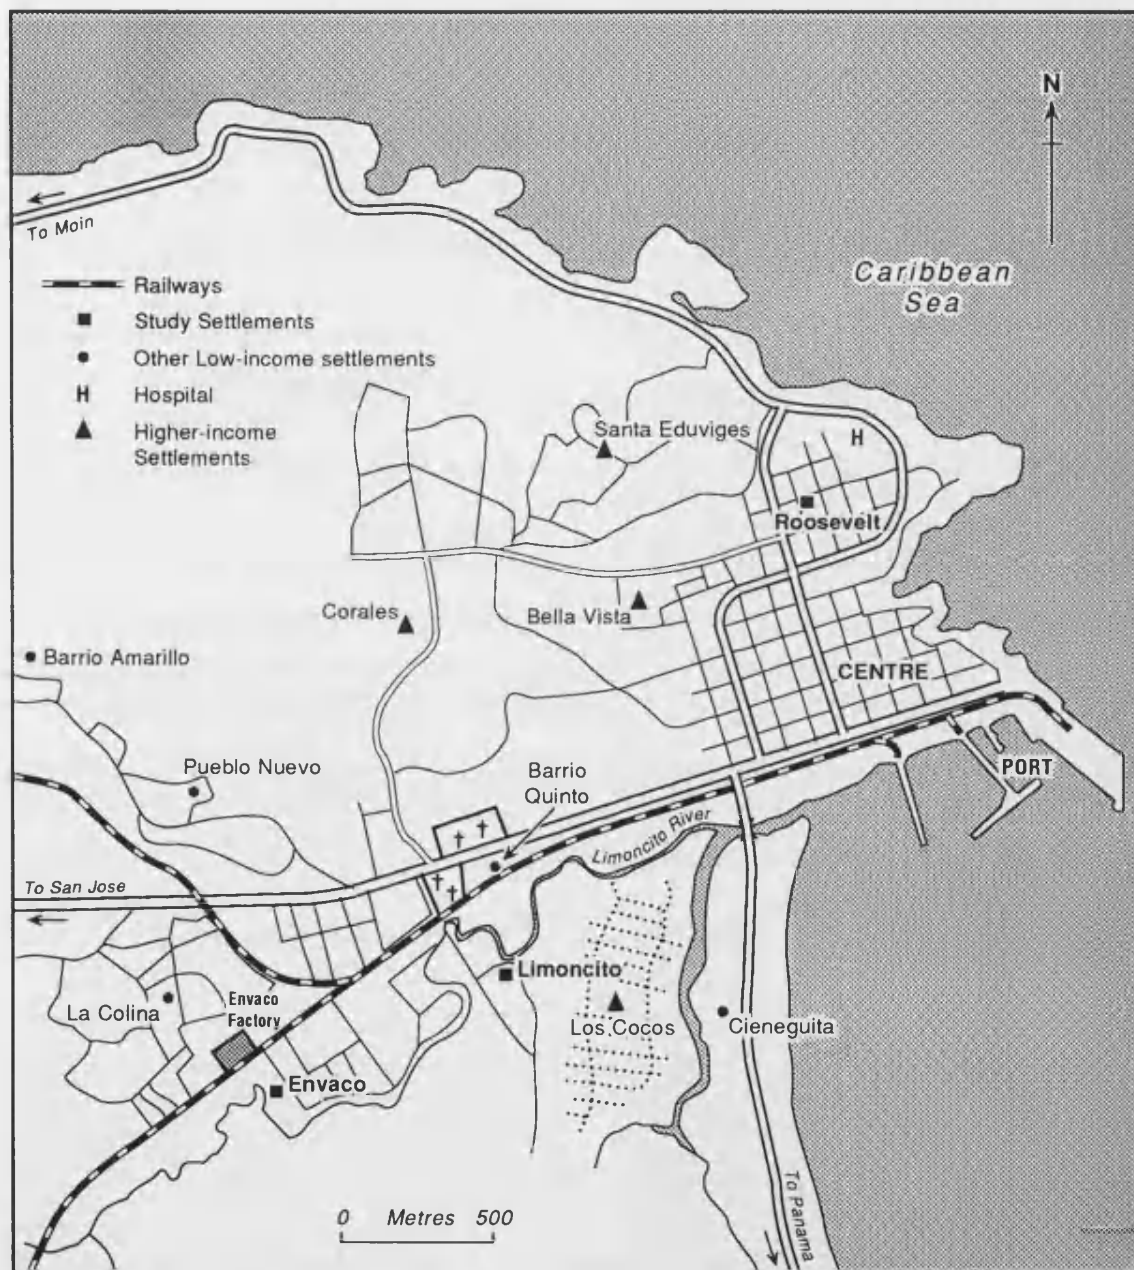 N
To Moin
Caribbean
Sea
Railways
Study Settlements
Other Low-income settlements
H Hospital
Higher-income
Settlements
Santa Eduviges
H
Roosevelt
Corales
Bella Vista
Barrio Amarillo
CENTRE
Pueblo Nuevo
Barrio
Quinto
PORT
Limoncito River
To San Jose
Limoncito
La Colina
Envaco
Factory
Los Cocos
Cieneguita
Envaco
To Panama
0 Metres 500